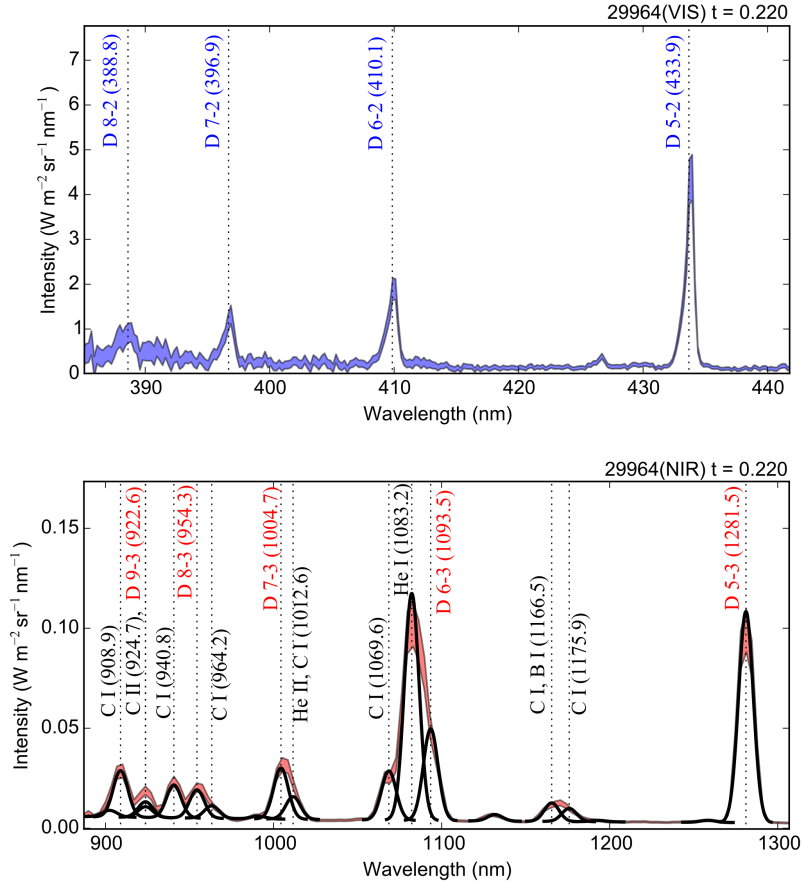 29964(VIS) t = 0.220
D 8-2 (388.8)
D 7-2 (396.9)
D 6-2 (410.1)
D 5-2 (433.9)
7
6
5
4
3
2
1
0
Intensity (W m⁻² sr⁻¹ nm⁻¹)
390 400 410 420 430 440
Wavelength (nm)
29964(NIR) t = 0.220
C I (908.9)
C II (924.7), D 9-3 (922.6)
C I (940.8)
D 8-3 (954.3)
C I (964.2)
D 7-3 (1004.7)
He II, C I (1012.6)
C I (1069.6)
He I (1083.2)
D 6-3 (1093.5)
C I, B I (1166.5)
C I (1175.9)
D 5-3 (1281.5)
0.15
0.10
0.05
0.00
Intensity (W m⁻² sr⁻¹ nm⁻¹)
900 1000 1100 1200 1300
Wavelength (nm)